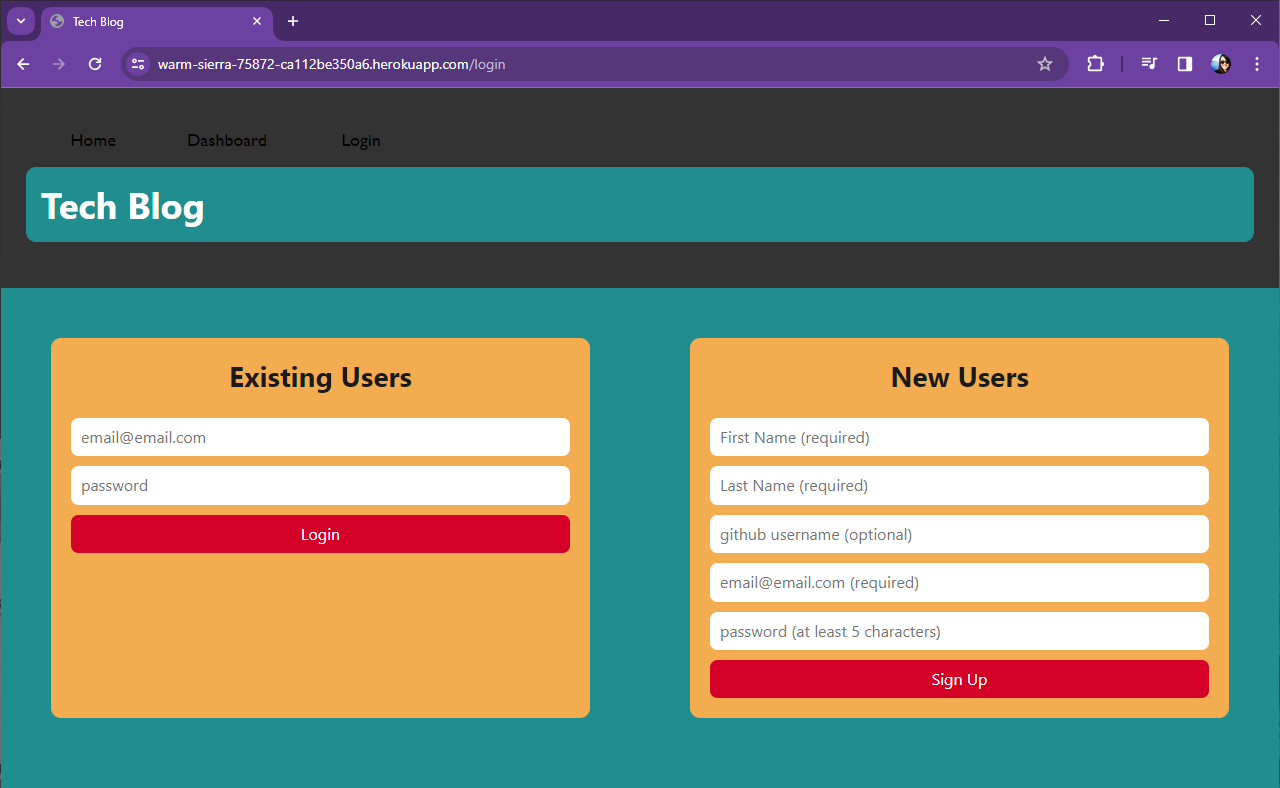 Tech Blog
warm-sierra-75872-ca112be350a6.herokuapp.com/login
Home Dashboard Login
Tech Blog
Existing Users
email@email.com
password
Login
New Users
First Name (required)
Last Name (required)
github username (optional)
email@email.com (required)
password (at least 5 characters)
Sign Up